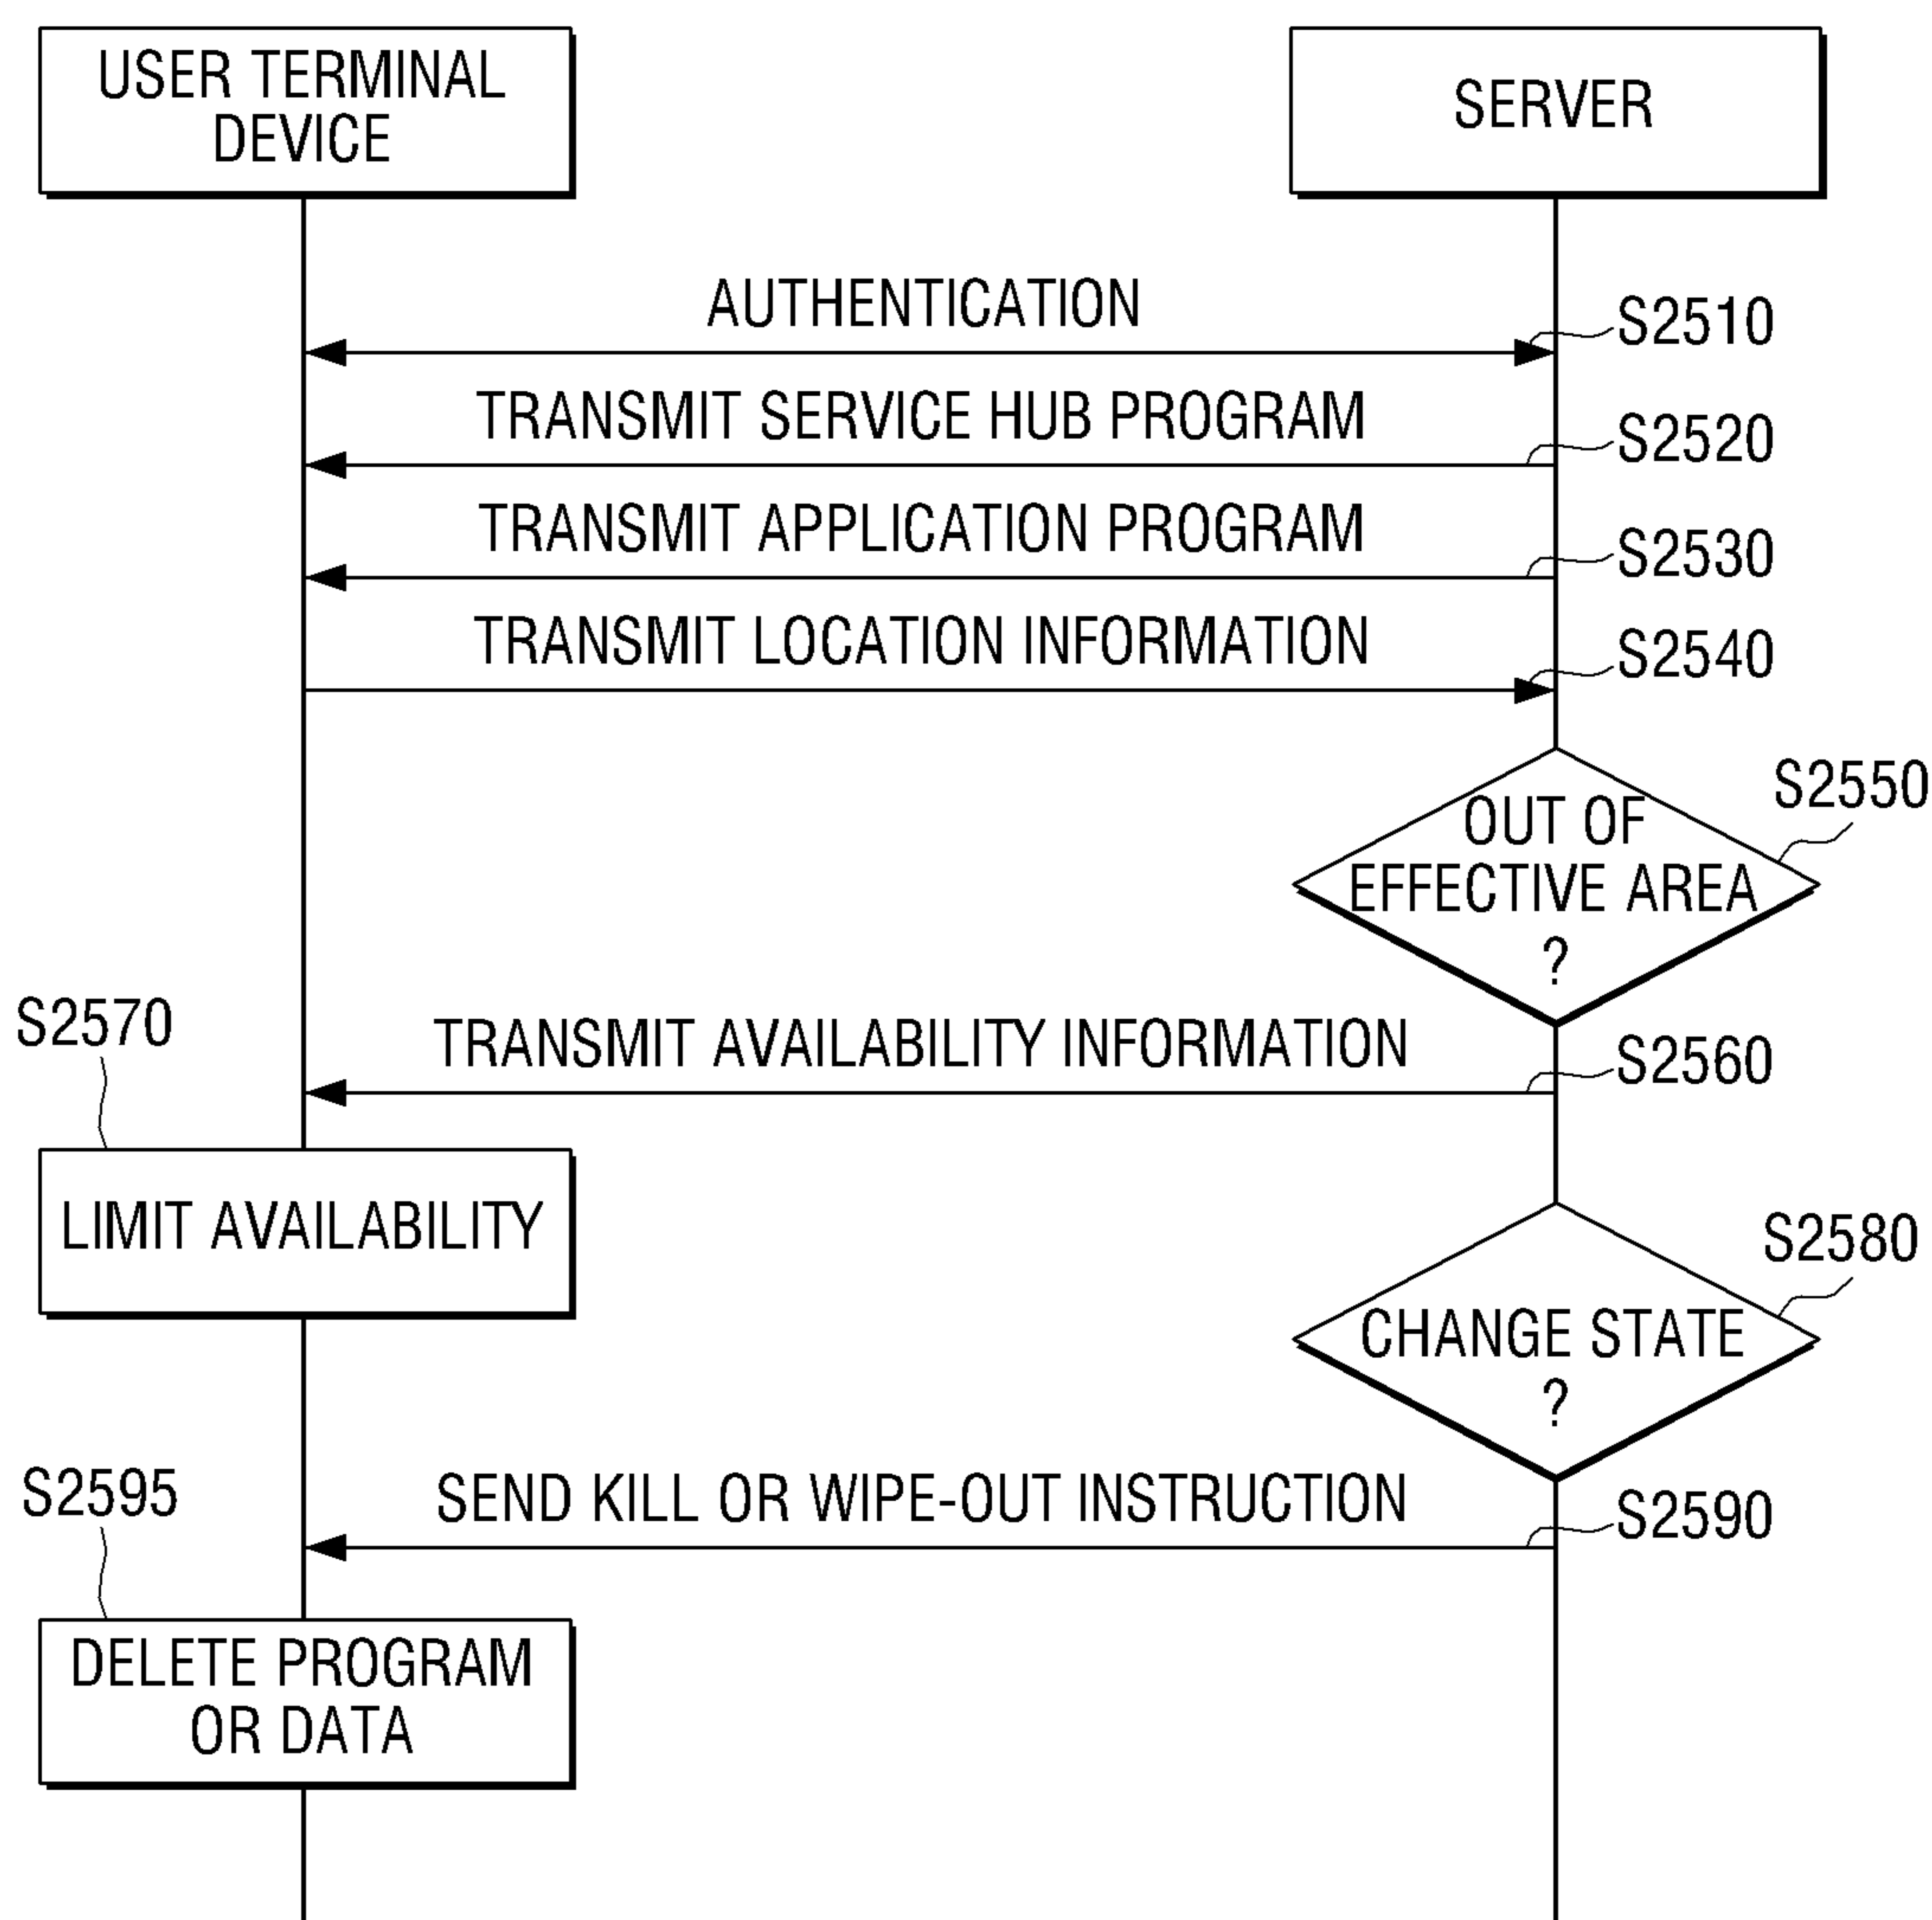 USER TERMINAL
DEVICE
SERVER
AUTHENTICATION
S2510
TRANSMIT SERVICE HUB PROGRAM
S2520
TRANSMIT APPLICATION PROGRAM
S2530
TRANSMIT LOCATION INFORMATION
S2540
S2550
OUT OF
EFFECTIVE AREA
?
S2570
TRANSMIT AVAILABILITY INFORMATION
S2560
LIMIT AVAILABILITY
S2580
CHANGE STATE
?
S2595
SEND KILL OR WIPE-OUT INSTRUCTION
S2590
DELETE PROGRAM
OR DATA